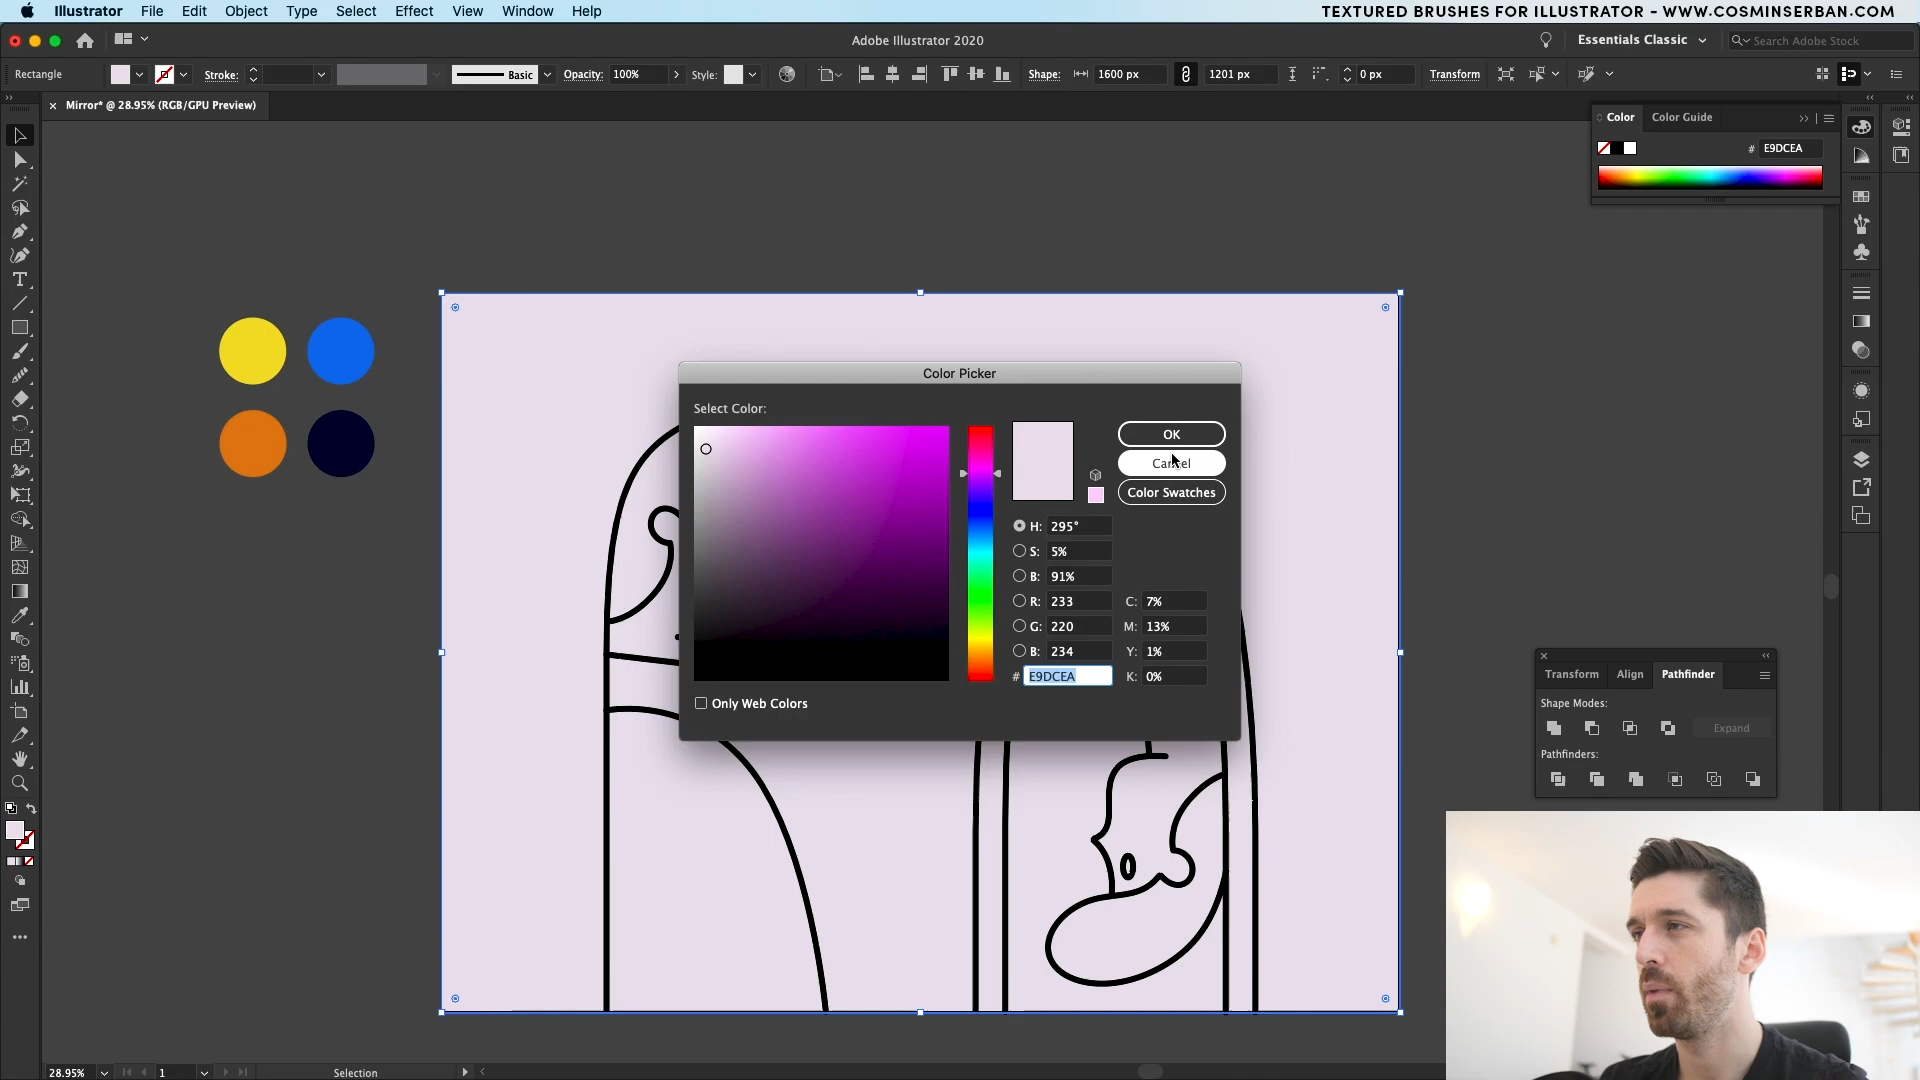 Illustrator File Edit Object Type Select Effect View Window Help
TEXTURED BRUSHES FOR ILLUSTRATOR - WWW.COSMINSERBAN.COM
Adobe Illustrator 2020
Essentials Classic
Search Adobe Stock
Rectangle
Stroke:
Basic
Opacity: 100%
Style:
Shape: 1600 px 1201 px 0 px
Transform
Mirror* @ 28.95% (RGB/GPU Preview)
Color Color Guide
# E9DCEA
Color Picker
Select Color:
OK
Cancel
Color Swatches
H: 295°
S: 5%
B: 91%
R: 233 C: 7%
G: 220 M: 13%
B: 234 Y: 1%
# E9DCEA K: 0%
Only Web Colors
Transform Align Pathfinder
Shape Modes:
Expand
Pathfinders:
28.95% 1 Selection